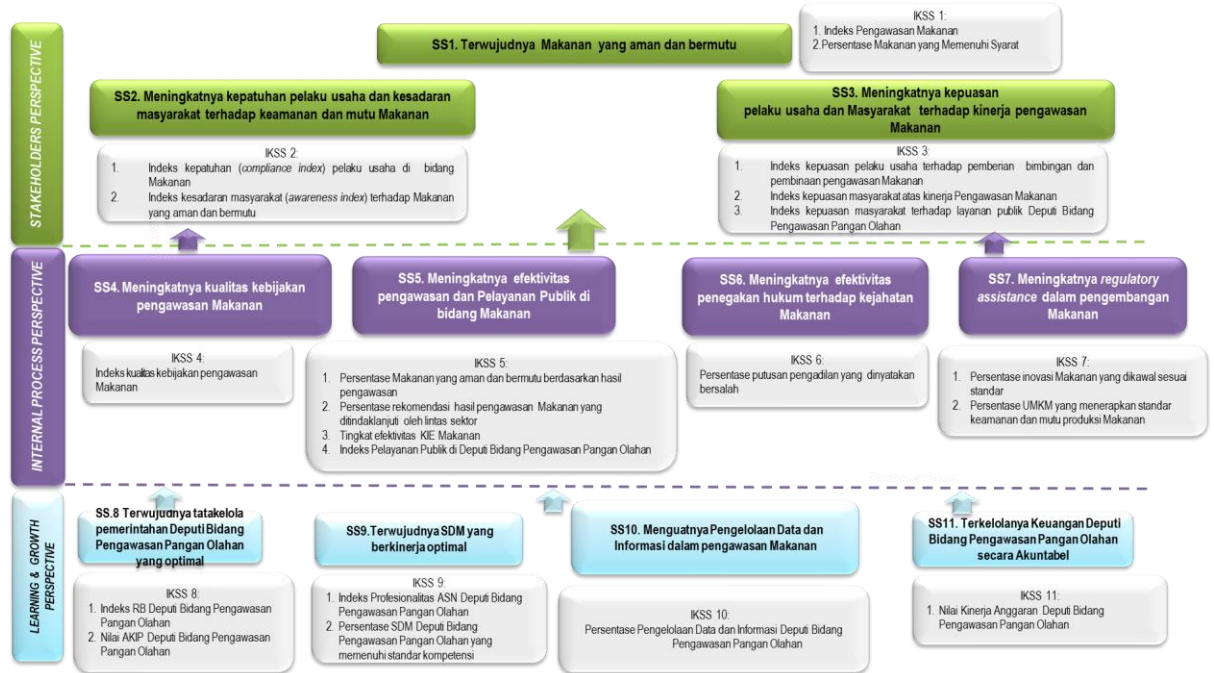 STAKEHOLDERS PERSPECTIVE
SS1. Terwujudnya Makanan yang aman dan bermutu
IKSS 1:
1. Indeks Pengawasan Makanan
2.Persentase Makanan yang Memenuhi Syarat
SS2. Meningkatnya kepatuhan pelaku usaha dan kesadaran
masyarakat terhadap keamanan dan mutu Makanan
IKSS 2:
1. Indeks kepatuhan (compliance index) pelaku usaha di bidang
Makanan
2. Indeks kesadaran masyarakat (awareness index) terhadap Makanan
yang aman dan bermutu
SS3. Meningkatnya kepuasan
pelaku usaha dan Masyarakat terhadap kinerja pengawasan
Makanan
IKSS 3:
1. Indeks kepuasan pelaku usaha terhadap pemberian bimbingan dan
pembinaan pengawasan Makanan
2. Indeks kepuasan masyarakat atas kinerja Pengawasan Makanan
3. Indeks kepuasan masyarakat terhadap layanan publik Deputi Bidang
Pengawasan Pangan Olahan
INTERNAL PROCESS PERSPECTIVE
SS4. Meningkatnya kualitas kebijakan
pengawasan Makanan
IKSS 4:
Indeks kualitas kebijakan pengawasan
Makanan
SS5. Meningkatnya efektivitas
pengawasan dan Pelayanan Publik di
bidang Makanan
IKSS 5:
1. Persentase Makanan yang aman dan bermutu berdasarkan hasil
pengawasan
2. Persentase rekomendasi hasil pengawasan Makanan yang
ditindaklanjuti oleh lintas sektor
3. Tingkat efektivitas KIE Makanan
4. Indeks Pelayanan Publik di Deputi Bidang Pengawasan Pangan Olahan
SS6. Meningkatnya efektivitas
penegakan hukum terhadap kejahatan
Makanan
IKSS 6:
Persentase putusan pengadilan yang dinyatakan
bersalah
SS7. Meningkatnya regulatory
assistance dalam pengembangan
Makanan
IKSS 7:
1. Persentase inovasi Makanan yang dikawal sesuai
standar
2. Persentase UMKM yang menerapkan standar
keamanan dan mutu produksi Makanan
LEARNING & GROWTH
PERSPECTIVE
SS.8 Terwujudnya tatakelola
pemerintahan Deputi Bidang
Pengawasan Pangan Olahan
yang optimal
IKSS 8:
1. Indeks RB Deputi Bidang Pengawasan
Pangan Olahan
2. Nilai AKIP Deputi Bidang Pengawasan
Pangan Olahan
SS9.Terwujudnya SDM yang
berkinerja optimal
IKSS 9:
1. Indeks Profesionalitas ASN Deputi Bidang
Pengawasan Pangan Olahan
2. Persentase SDM Deputi Bidang
Pengawasan Pangan Olahan yang
memenuhi standar kompetensi
SS10. Menguatnya Pengelolaan Data dan
Informasi dalam pengawasan Makanan
IKSS 10:
Persentase Pengelolaan Data dan Informasi Deputi Bidang
Pengawasan Pangan Olahan
SS11. Terkelolanya Keuangan Deputi
Bidang Pengawasan Pangan Olahan
secara Akuntabel
IKSS 11:
1. Nilai Kinerja Anggaran Deputi Bidang
Pengawasan Pangan Olahan